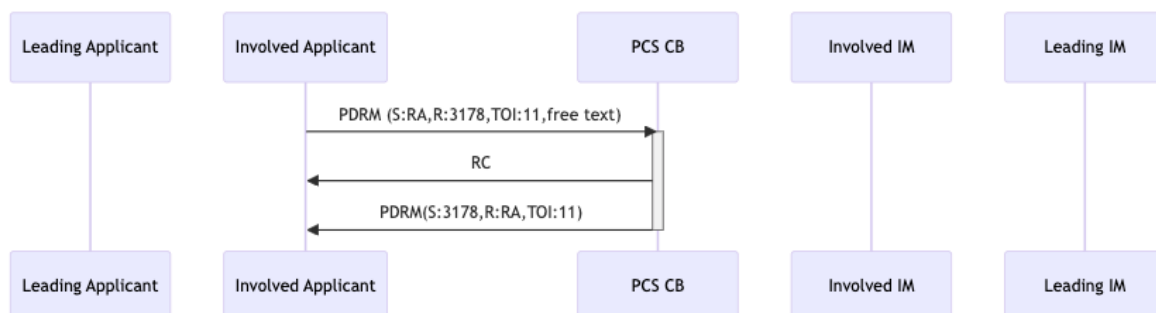 Leading Applicant
Involved Applicant
PCS CB
Involved IM
Leading IM
PDRM (S:RA,R:3178,TOI:11,free text)
RC
PDRM(S:3178,R:RA,TOI:11)
Leading Applicant
Involved Applicant
PCS CB
Involved IM
Leading IM